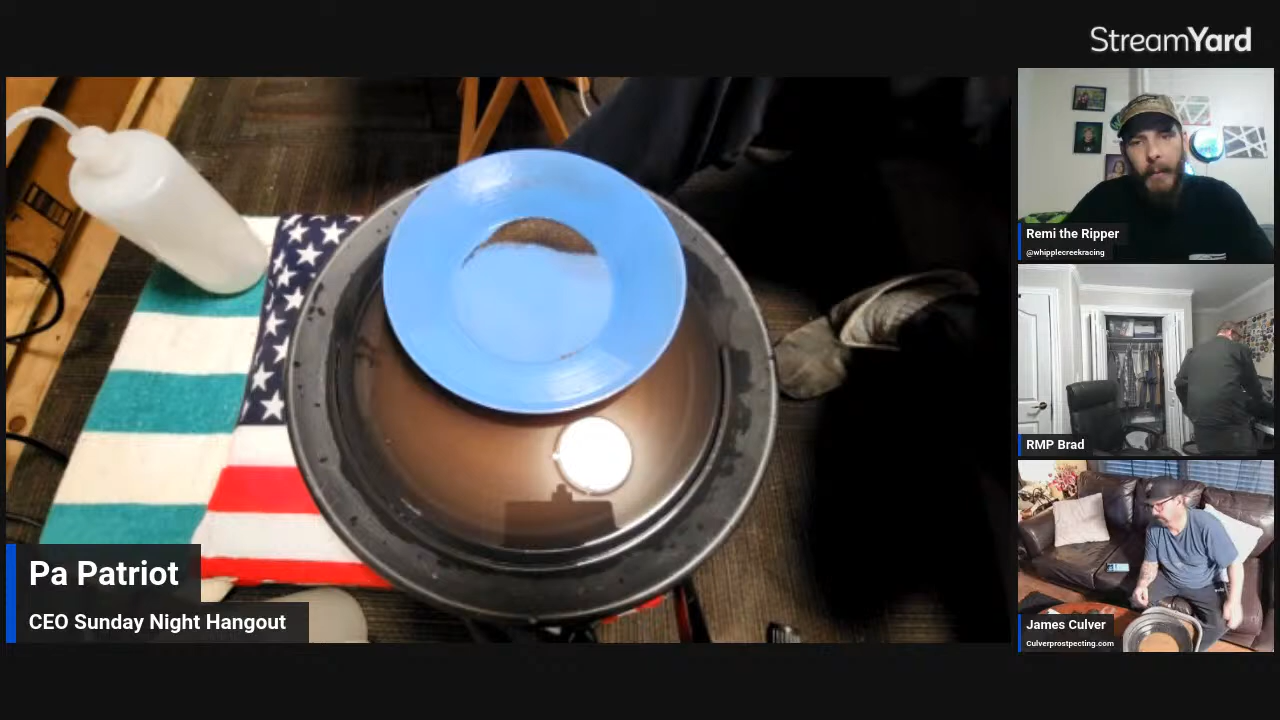 StreamYard
Remi the Ripper
@whipplecreekracing
RMP Brad
Pa Patriot
CEO Sunday Night Hangout
James Culver
Culverprospecting.com